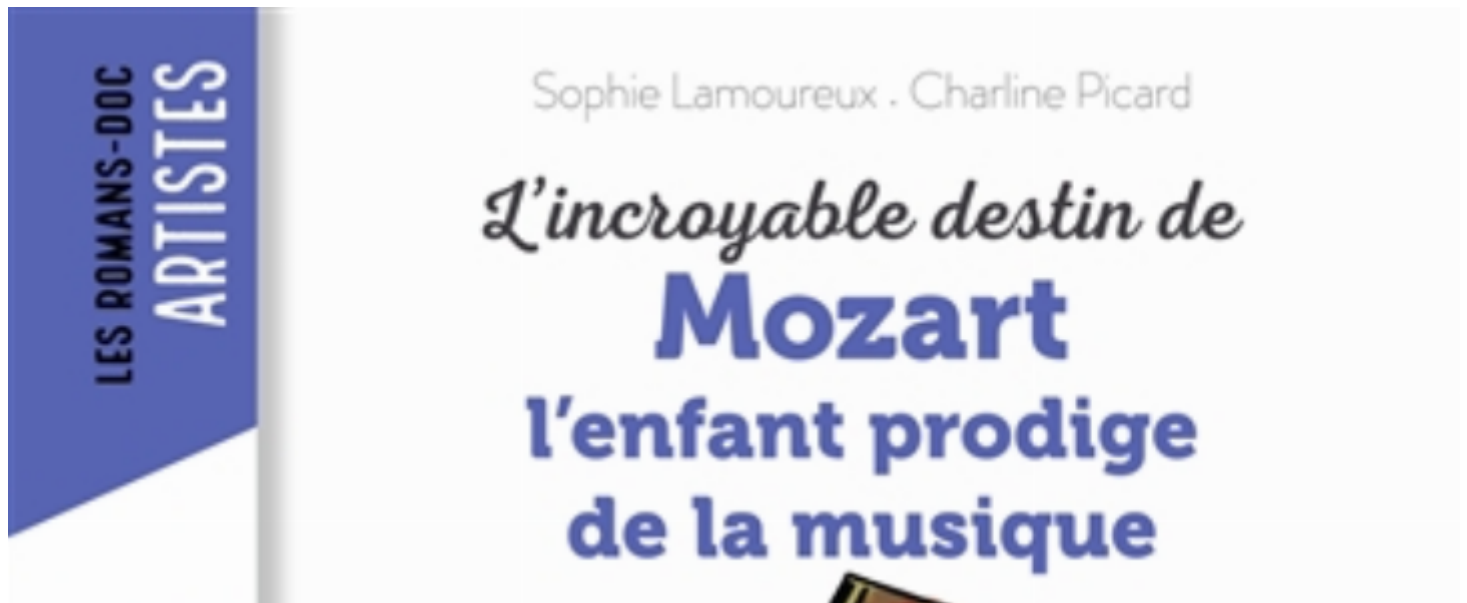 LES ROMANS-DOC
ARTISTES
Sophie Lamoureux . Charline Picard
L'incroyable destin de
Mozart
l'enfant prodige
de la musique